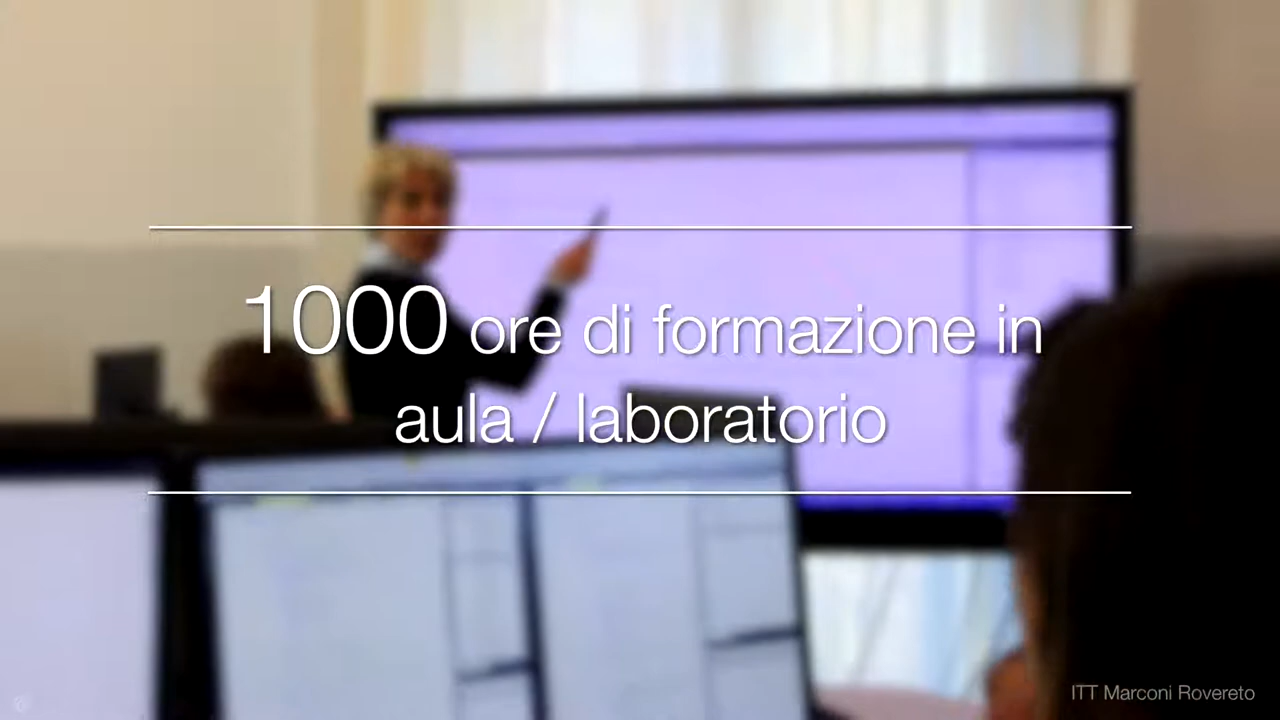 1000 ore di formazione in
aula / laboratorio
ITT Marconi Rovereto